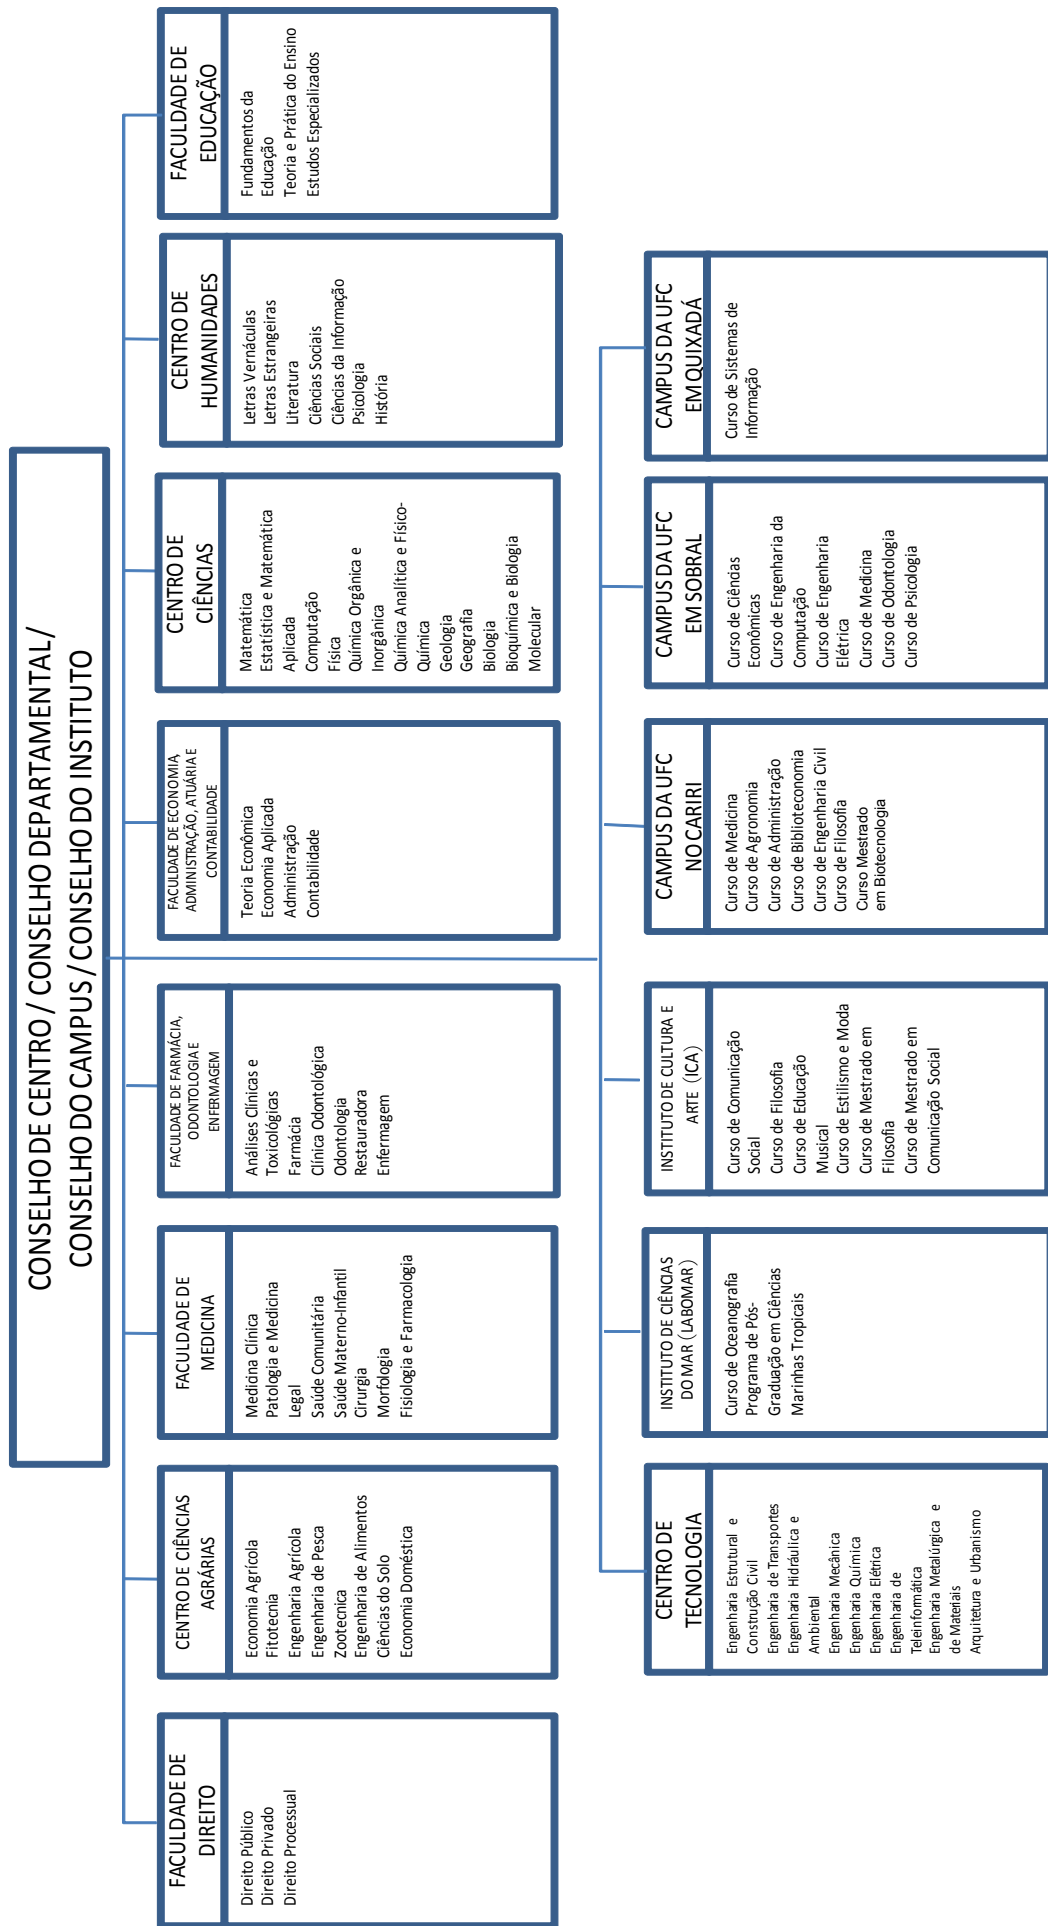 CONSELHO DE CENTRO / CONSELHO DEPARTAMENTAL/
CONSELHO DO CAMPUS / CONSELHO DO INSTITUTO
FACULDADE DE
DIREITO
Direito Público
Direito Privado
Direito Processual
CENTRO DE CIÊNCIAS
AGRÁRIAS
Economia Agrícola
Fitotecnia
Engenharia Agrícola
Engenharia de Pesca
Zootecnica
Engenharia de Alimentos
Ciências do Solo
Economia Doméstica
FACULDADE DE
MEDICINA
Medicina Clínica
Patologia e Medicina
Legal
Saúde Comunitária
Saúde Materno-Infantil
Cirurgia
Morfologia
Fisiologia e Farmacologia
FACULDADE DE FARMÁCIA,
ODONTOLOGIA E
ENFERMAGEM
Análises Clínicas e
Toxicológicas
Farmácia
Clínica Odontológica
Odontologia
Restauradora
Enfermagem
FACULDADE DE ECONOMIA,
ADMINISTRAÇÃO, ATUÁRIA E
CONTABILIDADE
Teoria Econômica
Economia Aplicada
Administração
Contabilidade
CENTRO DE
CIÊNCIAS
Matemática
Estatística e Matemática
Aplicada
Computação
Física
Química Orgânica e
Inorgânica
Química Analítica e Físico-
Química
Geologia
Geografia
Biologia
Bioquímica e Biologia
Molecular
CENTRO DE
HUMANIDADES
Letras Vernáculas
Letras Estrangeiras
Literatura
Ciências Sociais
Ciências da Informação
Psicologia
História
FACULDADE DE
EDUCAÇÃO
Fundamentos da
Educação
Teoria e Prática do Ensino
Estudos Especializados
CENTRO DE
TECNOLOGIA
Engenharia Estrutural e
Construção Civil
Engenharia de Transportes
Engenharia Hidráulica e
Ambiental
Engenharia Mecânica
Engenharia Química
Engenharia Elétrica
Engenharia de
Teleinformática
Engenharia Metalúrgica e
de Materiais
Arquitetura e Urbanismo
INSTITUTO DE CIÊNCIAS
DO MAR (LABOMAR)
Curso de Oceanografia
Programa de Pós-
Graduação em Ciências
Marinhas Tropicais
INSTITUTO DE CULTURA E
ARTE (ICA)
Curso de Comunicação
Social
Curso de Filosofia
Curso de Educação
Musical
Curso de Estilismo e Moda
Curso de Mestrado em
Filosofia
Curso de Mestrado em
Comunicação Social
CAMPUS DA UFC
NO CARIRI
Curso de Medicina
Curso de Agronomia
Curso de Administração
Curso de Biblioteconomia
Curso de Engenharia Civil
Curso de Filosofia
Curso Mestrado
em Biotecnologia
CAMPUS DA UFC
EM SOBRAL
Curso de Ciências
Econômicas
Curso de Engenharia da
Computação
Curso de Engenharia
Elétrica
Curso de Medicina
Curso de Odontologia
Curso de Psicologia
CAMPUS DA UFC
EM QUIXADÁ
Curso de Sistemas de
Informação